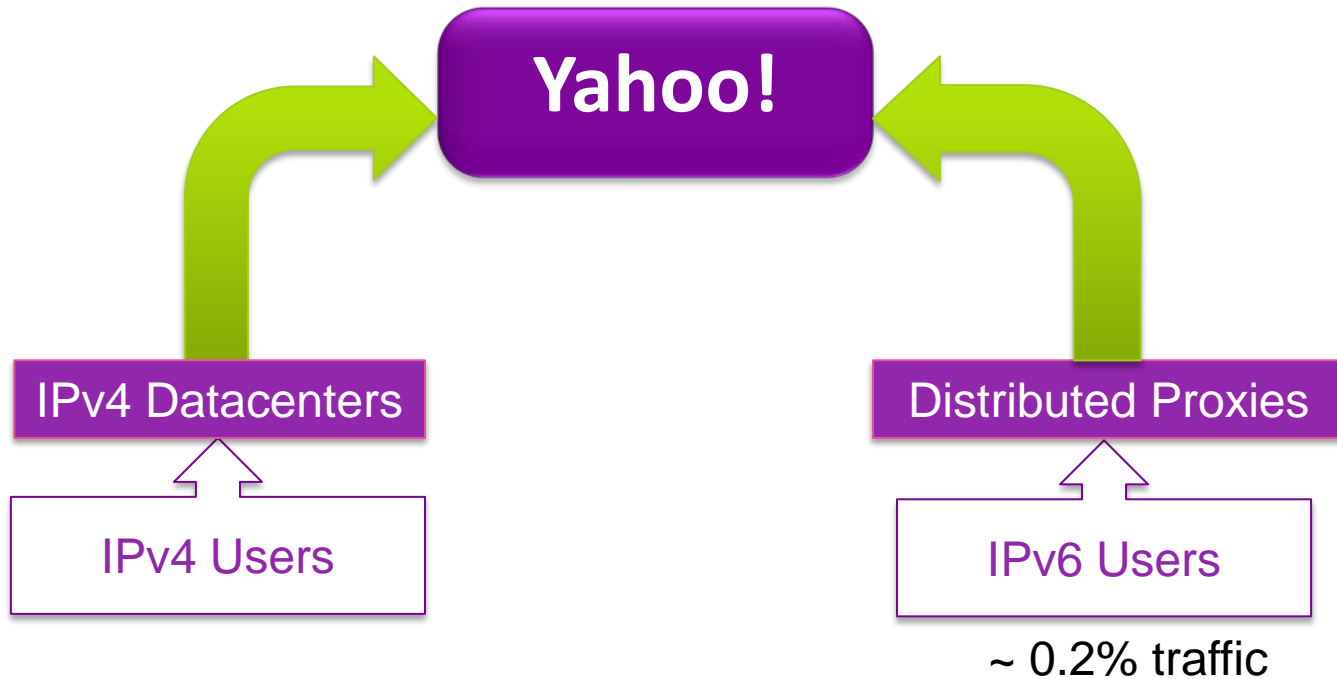 Yahoo!
IPv4 Datacenters
Distributed Proxies
IPv4 Users
IPv6 Users
~ 0.2% traffic